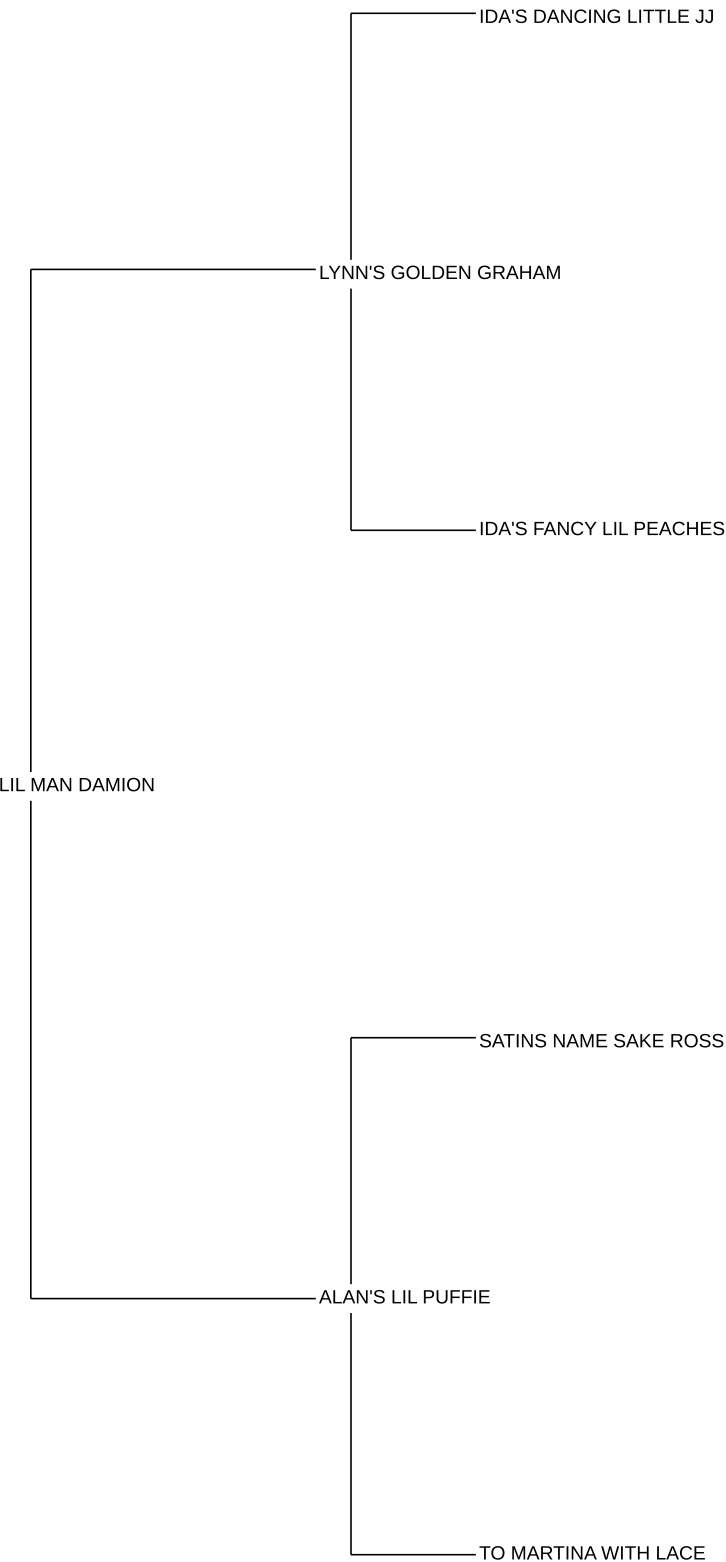 IDA'S DANCING LITTLE JJ
LYNN'S GOLDEN GRAHAM
IDA'S FANCY LIL PEACHES
LIL MAN DAMION
SATINS NAME SAKE ROSS
ALAN'S LIL PUFFIE
TO MARTINA WITH LACE